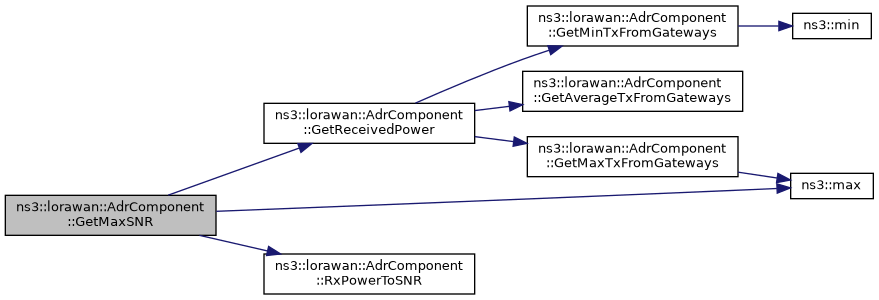 ns3::lorawan::AdrComponent
::GetMaxSNR
ns3::lorawan::AdrComponent
::GetReceivedPower
ns3::lorawan::AdrComponent
::RxPowerToSNR
ns3::lorawan::AdrComponent
::GetMinTxFromGateways
ns3::lorawan::AdrComponent
::GetAverageTxFromGateways
ns3::lorawan::AdrComponent
::GetMaxTxFromGateways
ns3::min
ns3::max